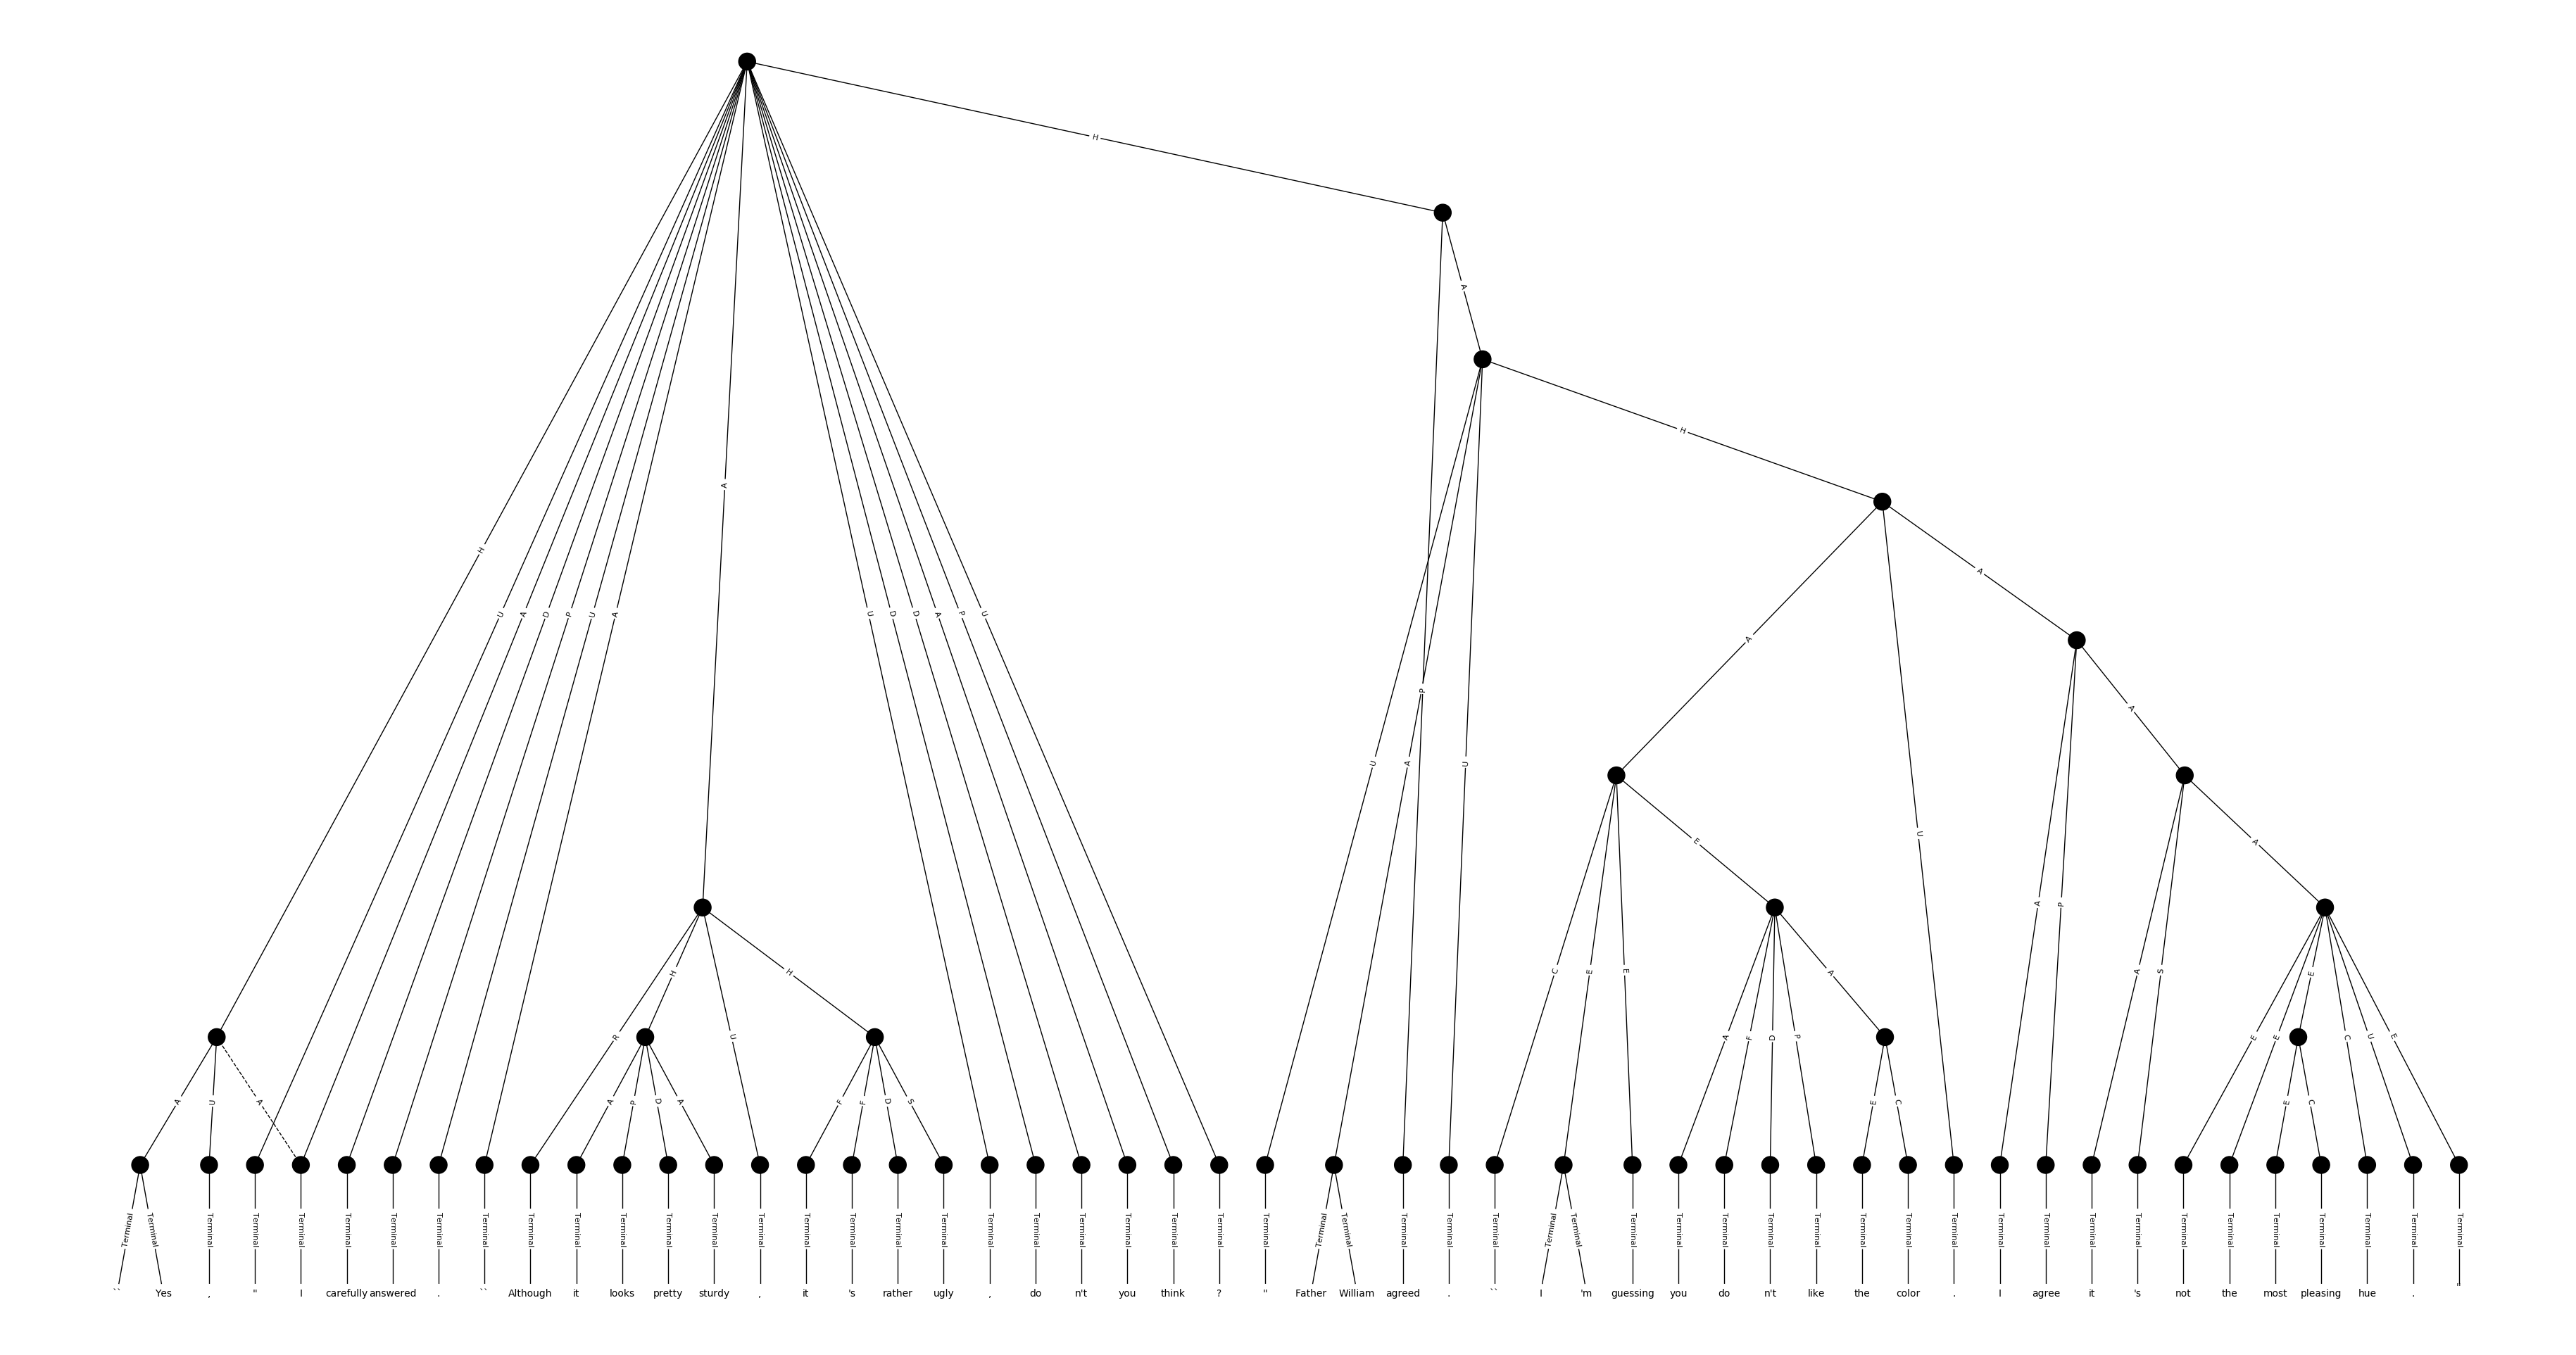 H
A
H
A
A
H
U
A
D
P
U
A
U
D
D
A
P
U
A
P
U
A
U
A
U
A
A
E
A
P
A
R
H
U
H
C
E
E
A
A
S
E
A
F
D
P
E
E
C
U
E
A
U
A
A
P
D
A
F
F
D
S
E
C
E
C
Terminal Terminal Terminal Terminal Terminal Terminal Terminal Terminal Terminal Terminal Terminal Terminal Terminal Terminal Terminal Terminal Terminal Terminal Terminal Terminal Terminal Terminal Terminal Terminal Terminal Terminal Terminal Terminal Terminal Terminal Terminal Terminal Terminal Terminal Terminal Terminal Terminal Terminal Terminal Terminal Terminal Terminal Terminal Terminal Terminal Terminal Terminal Terminal Terminal Terminal Terminal Terminal
`` Yes , " I carefully answered . `` Although it looks pretty sturdy , it 's rather ugly , do n't you think ? " Father William agreed . `` I 'm guessing you do n't like the color . I agree it 's not the most pleasing hue . "